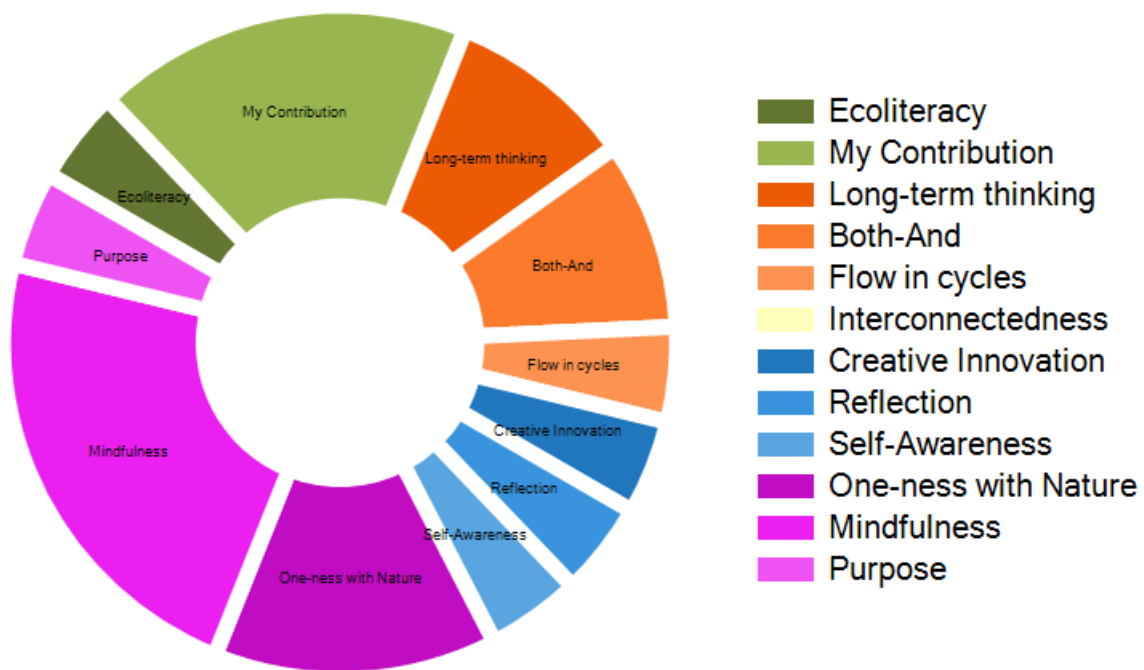 My Contribution
Long-term thinking
Ecoliteracy
Purpose
Both-And
Flow in cycles
Creative Innovation
Mindfulness
Reflection
Self-Awareness
One-ness with Nature
Ecoliteracy
My Contribution
Long-term thinking
Both-And
Flow in cycles
Interconnectedness
Creative Innovation
Reflection
Self-Awareness
One-ness with Nature
Mindfulness
Purpose